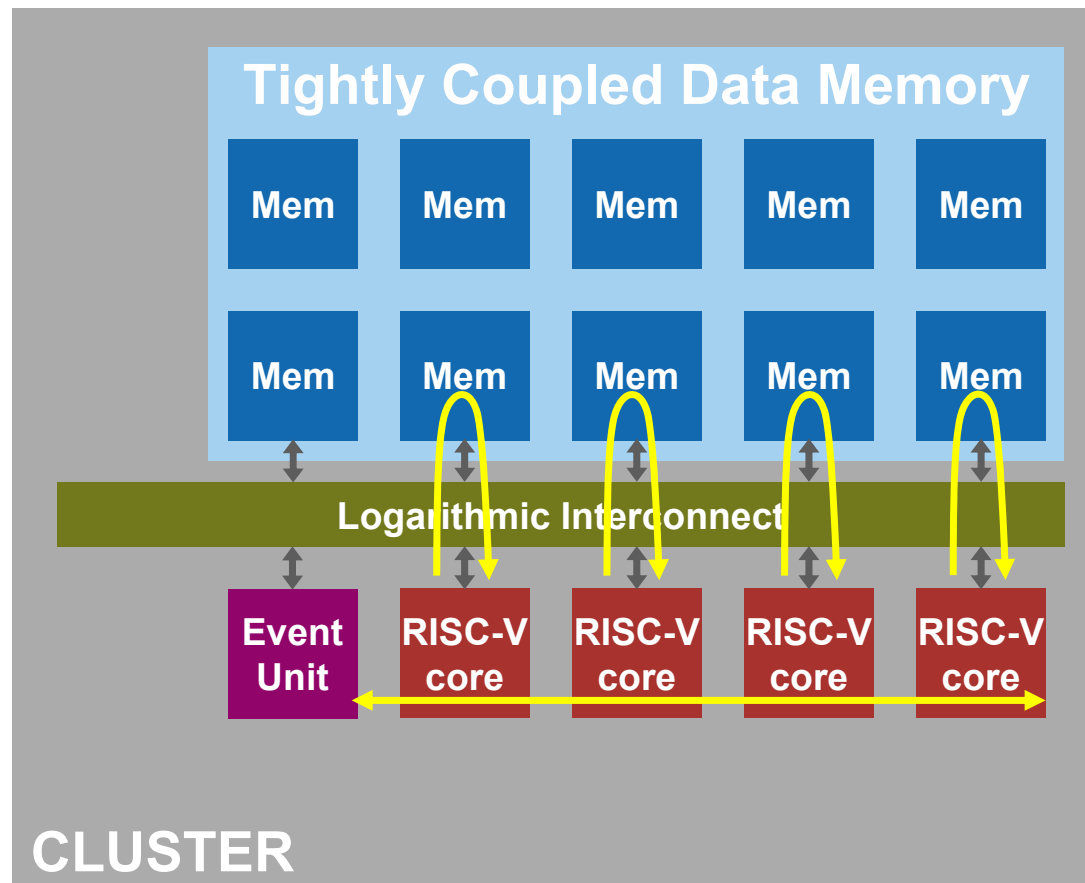 Tightly Coupled Data Memory
Mem Mem Mem Mem Mem
Mem Mem Mem Mem Mem
Logarithmic Interconnect
Event RISC-V RISC-V RISC-V RISC-V
Unit core core core core
CLUSTER